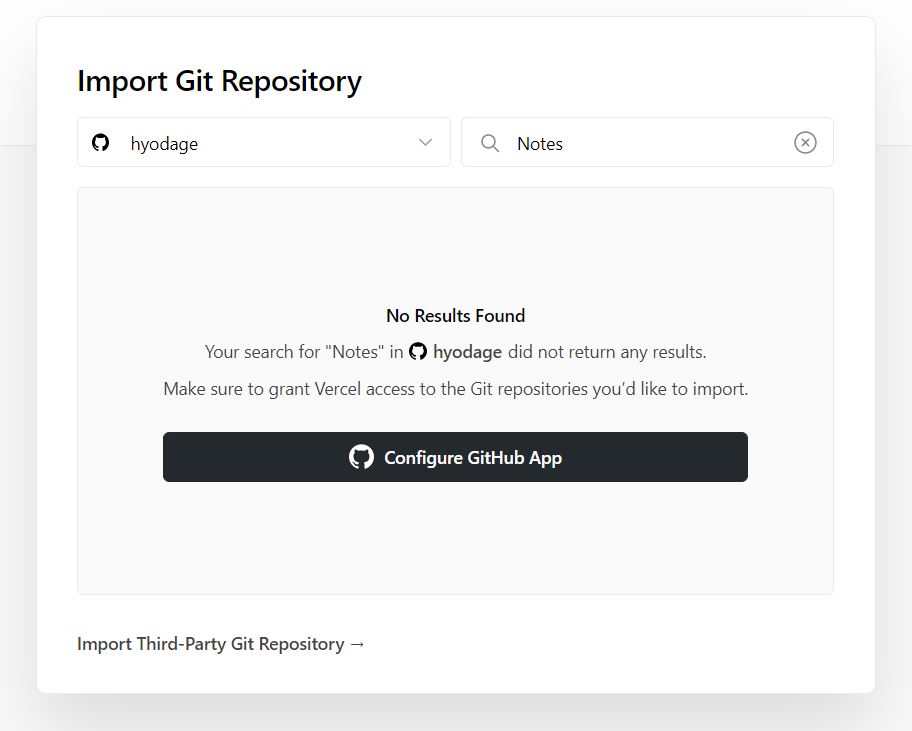 Import Git Repository
hyodage
Notes
No Results Found
Your search for "Notes" in hyodage did not return any results.
Make sure to grant Vercel access to the Git repositories you’d like to import.
Configure GitHub App
Import Third-Party Git Repository →